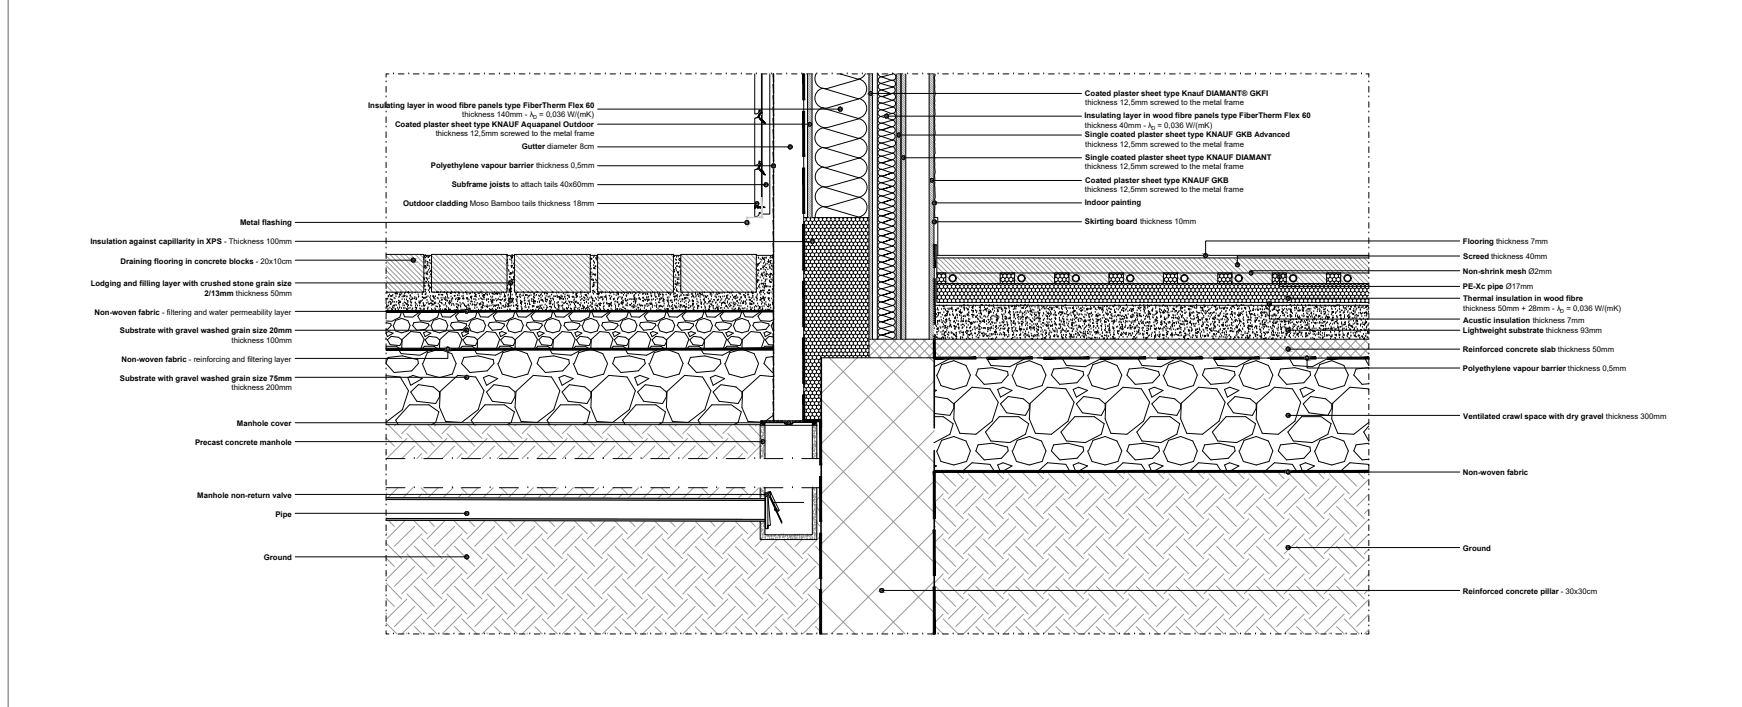 Insulating layer in wood fibre panels type FiberTherm Flex 60
thickness 140mm - λD = 0,036 W/(mK)
Coated plaster sheet type KNAUF Aquapanel Outdoor
thickness 12,5mm screwed to the metal frame
Gutter diameter 8cm
Polyethylene vapour barrier thickness 0,5mm
Subframe joists to attach tails 40x60mm
Outdoor cladding Moso Bamboo tails thickness 18mm
Metal flashing
Insulation against capillarity in XPS - Thickness 100mm
Draining flooring in concrete blocks - 20x10cm
Lodging and filling layer with crushed stone grain size
2/13mm thickness 50mm
Non-woven fabric - filtering and water permeability layer
Substrate with gravel washed grain size 20mm
thickness 100mm
Non-woven fabric - reinforcing and filtering layer
Substrate with gravel washed grain size 75mm
thickness 200mm
Manhole cover
Precast concrete manhole
Manhole non-return valve
Pipe
Ground
Coated plaster sheet type Knauf DIAMANT® GKFI
thickness 12,5mm screwed to the metal frame
Insulating layer in wood fibre panels type FiberTherm Flex 60
thickness 40mm - λD = 0,036 W/(mK)
Single coated plaster sheet type KNAUF GKB Advanced
thickness 12,5mm screwed to the metal frame
Single coated plaster sheet type KNAUF DIAMANT
thickness 12,5mm screwed to the metal frame
Coated plaster sheet type KNAUF GKB
thickness 12,5mm screwed to the metal frame
Indoor painting
Skirting board thickness 10mm
Flooring thickness 7mm
Screed thickness 40mm
Non-shrink mesh Ø2mm
PE-Xc pipe Ø17mm
Thermal insulation in wood fibre
thickness 50mm + 28mm - λD = 0,036 W/(mK)
Acustic insulation thickness 7mm
Lightweight substrate thickness 93mm
Reinforced concrete slab thickness 50mm
Polyethylene vapour barrier thickness 0,5mm
Ventilated crawl space with dry gravel thickness 300mm
Non-woven fabric
Ground
Reinforced concrete pillar - 30x30cm